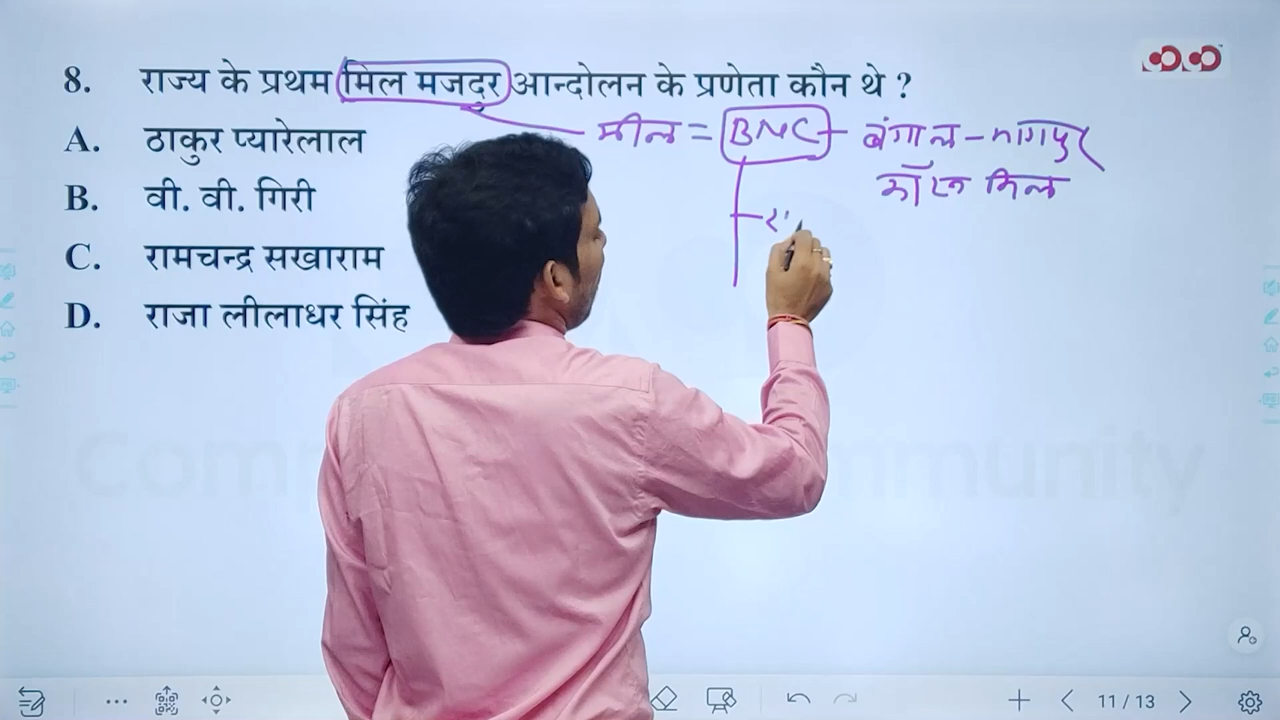 8. राज्य के प्रथम मिल मजदुर आन्दोलन के प्रणेता कौन थे ?
A. ठाकुर प्यारेलाल
B. वी. वी. गिरी
C. रामचन्द्र सखाराम
D. राजा लीलाधर सिंह
मील = BNC - बंगाल - नागपुर
कॉटन मिल
11 / 13